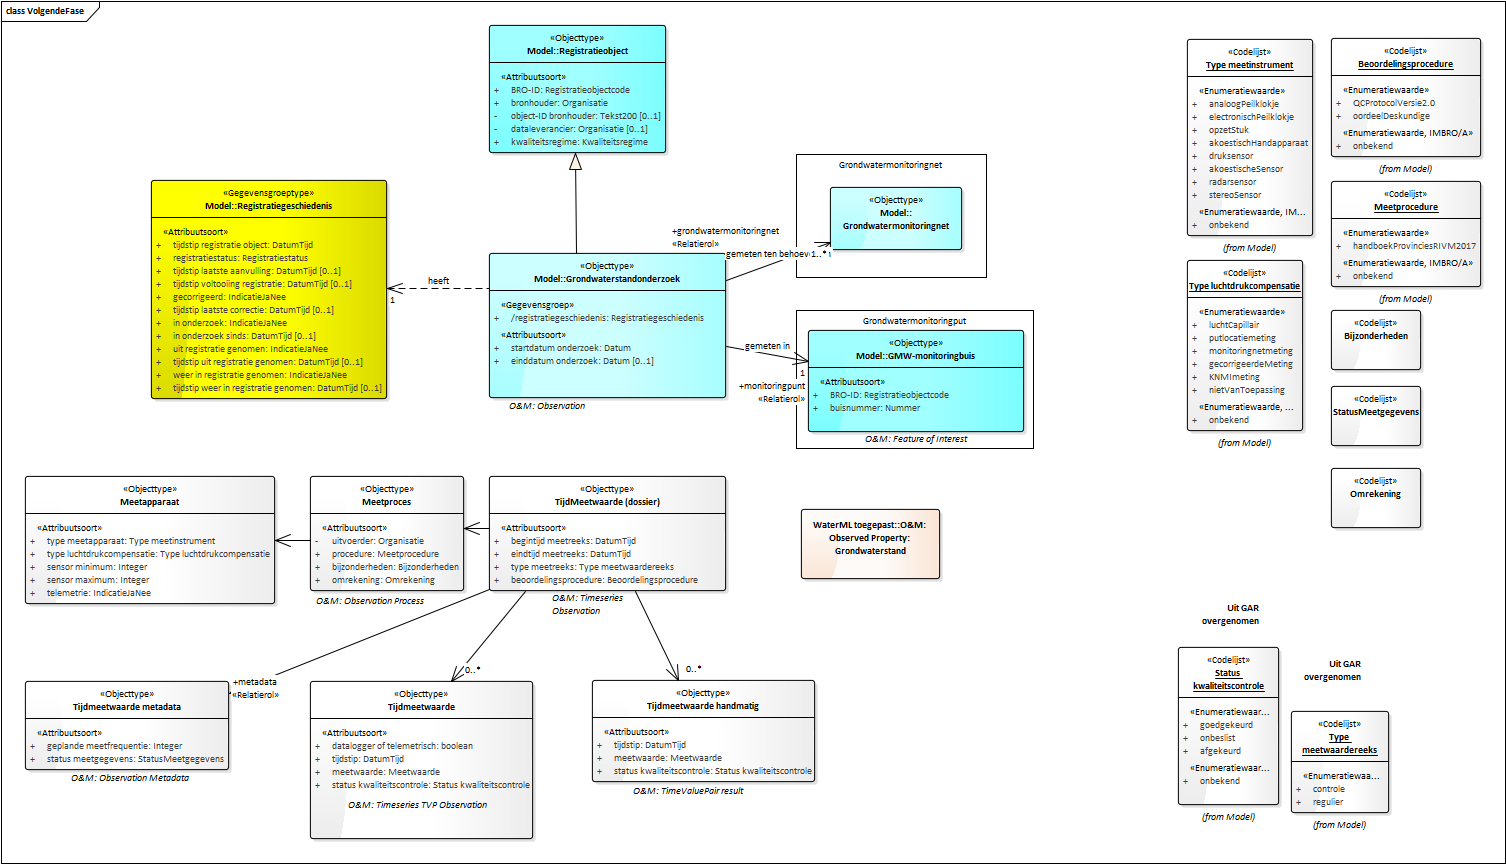 class VolgendeFase
«Objecttype»
Model::Registratieobject
«Attribuutsoort»
+ BRO-ID: Registratieobjectcode
+ bronhouder: Organisatie
- object-ID bronhouder: Tekst200 [0..1]
- dataleverancier: Organisatie [0..1]
+ kwaliteitsregime: Kwaliteitsregime
«Gegevensgroeptype»
Model::Registratiegeschiedenis
«Attribuutsoort»
+ tijdstip registratie object: DatumTijd
+ registratiestatus: Registratiestatus
+ tijdstip laatste aanvulling: DatumTijd [0..1]
+ tijdstip voltooiing registratie: DatumTijd [0..1]
+ gecorrigeerd: IndicatieJaNee
+ tijdstip laatste correctie: DatumTijd [0..1]
+ in onderzoek: IndicatieJaNee
+ in onderzoek sinds: DatumTijd [0..1]
+ uit registratie genomen: IndicatieJaNee
+ tijdstip uit registratie genomen: DatumTijd [0..1]
+ weer in registratie genomen: IndicatieJaNee
+ tijdstip weer in registratie genomen: DatumTijd [0..1]
heeft
1
«Objecttype»
Model::Grondwaterstandonderzoek
«Gegevensgroep»
+ /registratiegeschiedenis: Registratiegeschiedenis
«Attribuutsoort»
+ startdatum onderzoek: Datum
+ einddatum onderzoek: Datum [0..1]
O&M: Observation
+grondwatermonitoringnet
«Relatierol»
gemeten ten behoev
1..*
Grondwatermonitoringnet
«Objecttype»
Model::
Grondwatermonitoringnet
gemeten in
1
+monitoringpunt
«Relatierol»
Grondwatermonitoringput
«Objecttype»
Model::GMW-monitoringbuis
«Attribuutsoort»
+ BRO-ID: Registratieobjectcode
+ buisnummer: Nummer
O&M: Feature of Interest
«Objecttype»
Meetapparaat
«Attribuutsoort»
+ type meetapparaat: Type meetinstrument
+ type luchtdrukcompensatie: Type luchtdrukcompensatie
+ sensor minimum: Integer
+ sensor maximum: Integer
+ telemetrie: IndicatieJaNee
«Objecttype»
Meetproces
«Attribuutsoort»
- uitvoerder: Organisatie
+ procedure: Meetprocedure
+ bijzonderheden: Bijzonderheden
+ omrekening: Omrekening
O&M: Observation Process
«Objecttype»
TijdMeetwaarde (dossier)
«Attribuutsoort»
+ begintijd meetreeks: DatumTijd
+ eindtijd meetreeks: DatumTijd
+ type meetreeks: Type meetwaardereeks
+ beoordelingsprocedure: Beoordelingsprocedure
O&M: Timeseries
Observation
WaterML toegepast::O&M:
Observed Property:
Grondwaterstand
+metadata
«Relatierol»
0..*
0..*
«Objecttype»
Tijdmeetwaarde metadata
«Attribuutsoort»
+ geplande meetfrequentie: Integer
+ status meetgegevens: StatusMeetgegevens
O&M: Observation Metadata
«Objecttype»
Tijdmeetwaarde
«Attribuutsoort»
+ datalogger of telemetrisch: boolean
+ tijdstip: DatumTijd
+ meetwaarde: Meetwaarde
+ status kwaliteitscontrole: Status kwaliteitscontrole
O&M: Timeseries TVP Observation
«Objecttype»
Tijdmeetwaarde handmatig
«Attribuutsoort»
+ tijdstip: DatumTijd
+ meetwaarde: Meetwaarde
+ status kwaliteitscontrole: Status kwaliteitscontrole
O&M: TimeValuePair result
«Codelijst»
Type meetinstrument
«Enumeratiewaarde»
+ analoogPeilklokje
+ electronischPeilklokje
+ opzetStuk
+ akoestischHandapparaat
+ druksensor
+ akoestischeSensor
+ radarsensor
+ stereoSensor
«Enumeratiewaarde, IM...
+ onbekend
(from Model)
«Codelijst»
Beoordelingsprocedure
«Enumeratiewaarde»
+ QCProtocolVersie2.0
+ oordeelDeskundige
«Enumeratiewaarde, IMBRO/A»
+ onbekend
(from Model)
«Codelijst»
Meetprocedure
«Enumeratiewaarde»
+ handboekProvinciesRIVM2017
«Enumeratiewaarde, IMBRO/A»
+ onbekend
(from Model)
«Codelijst»
Type luchtdrukcompensatie
«Enumeratiewaarde»
+ luchtCapillair
+ putlocatiemeting
+ monitoringnetmeting
+ gecorrigeerdeMeting
+ KNMImeting
+ nietVanToepassing
«Enumeratiewaarde, ...
+ onbekend
(from Model)
«Codelijst»
Bijzonderheden
«Codelijst»
StatusMeetgegevens
«Codelijst»
Omrekening
Uit GAR
overgenomen
«Codelijst»
Status
kwaliteitscontrole
«Enumeratiewaar...
+ goedgekeurd
+ onbeslist
+ afgekeurd
«Enumeratiewaar...
+ onbekend
(from Model)
Uit GAR
overgenomen
«Codelijst»
Type
meetwaardereeks
«Enumeratiewaa...
+ controle
+ regulier
(from Model)